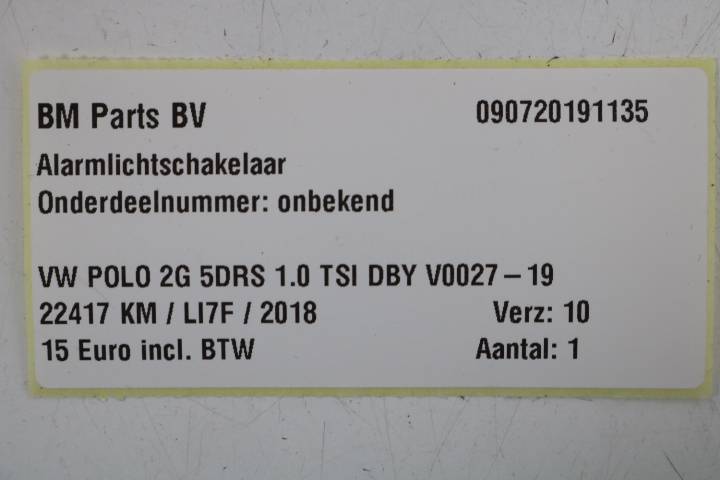 BM Parts BV 090720191135
Alarmlichtschakelaar
Onderdeelnummer: onbekend
VW POLO 2G 5DRS 1.0 TSI DBY V0027 – 19
22417 KM / LI7F / 2018 Verz: 10
15 Euro incl. BTW Aantal: 1